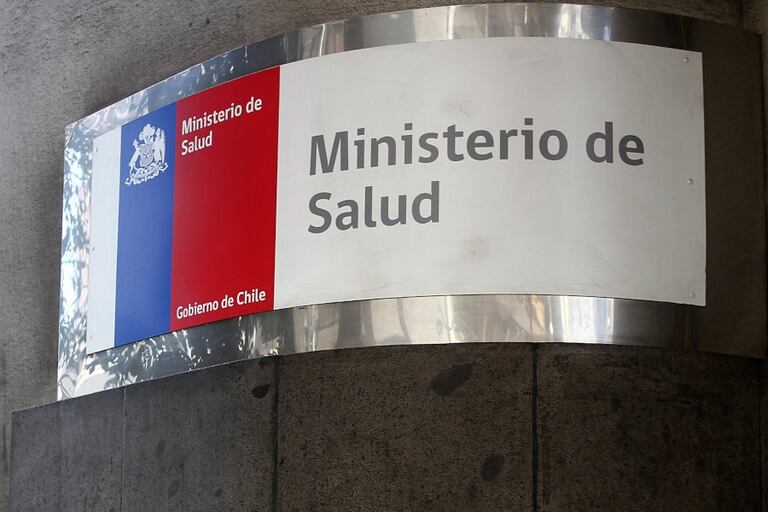 Ministerio de
Salud
Gobierno de Chile
Ministerio de
Salud